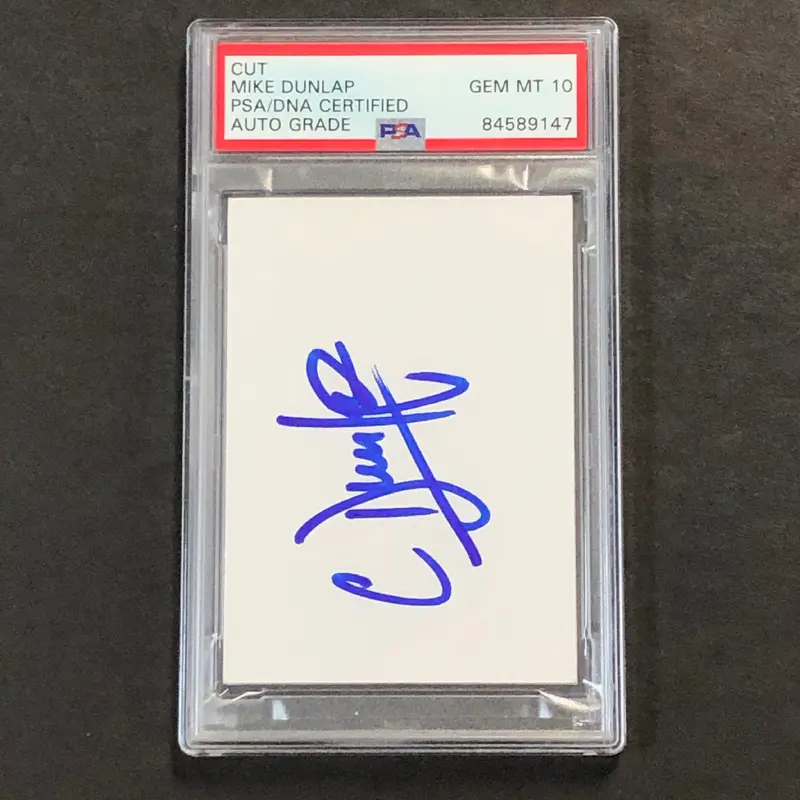 CUT
MIKE DUNLAP GEM MT 10
PSA/DNA CERTIFIED
AUTO GRADE PSA 84589147